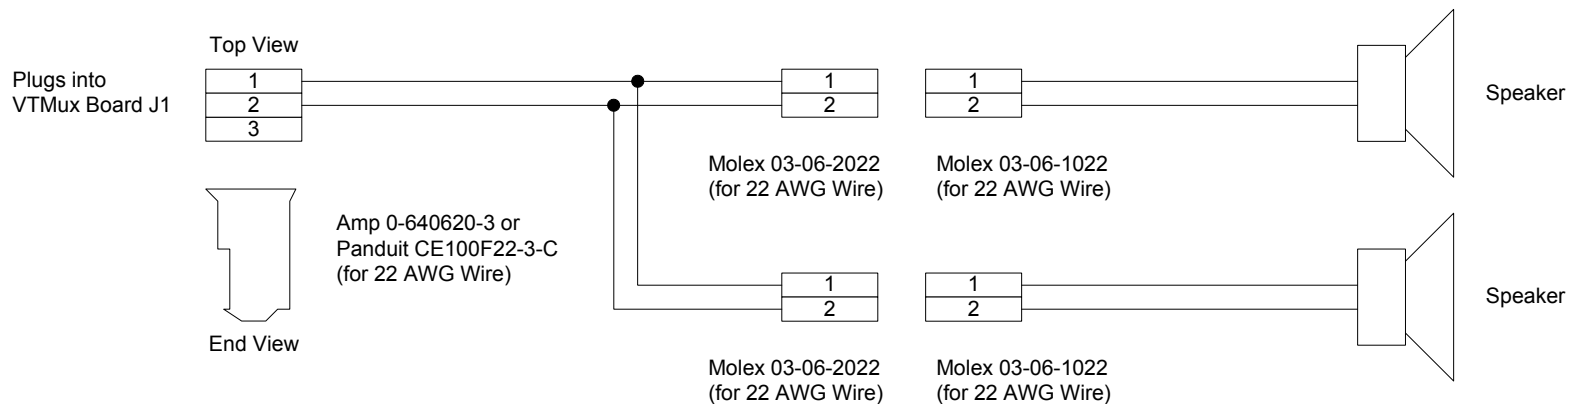 Top View
Plugs into
VTMux Board J1
1
2
3
1
2
1
2
Speaker
Molex 03-06-2022
(for 22 AWG Wire)
Molex 03-06-1022
(for 22 AWG Wire)
Amp 0-640620-3 or
Panduit CE100F22-3-C
(for 22 AWG Wire)
End View
1
2
1
2
Speaker
Molex 03-06-2022
(for 22 AWG Wire)
Molex 03-06-1022
(for 22 AWG Wire)